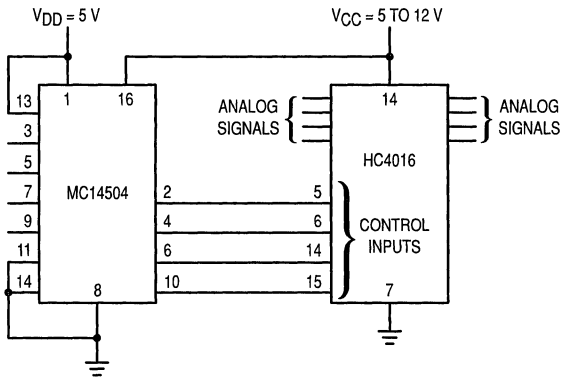 VDD = 5 V
VCC = 5 TO 12 V
13
1
16
14
3
5
7
9
11
14
MC14504
2
4
6
10
8
ANALOG
SIGNALS
HC4016
ANALOG
SIGNALS
5
6
14
15
CONTROL
INPUTS
7